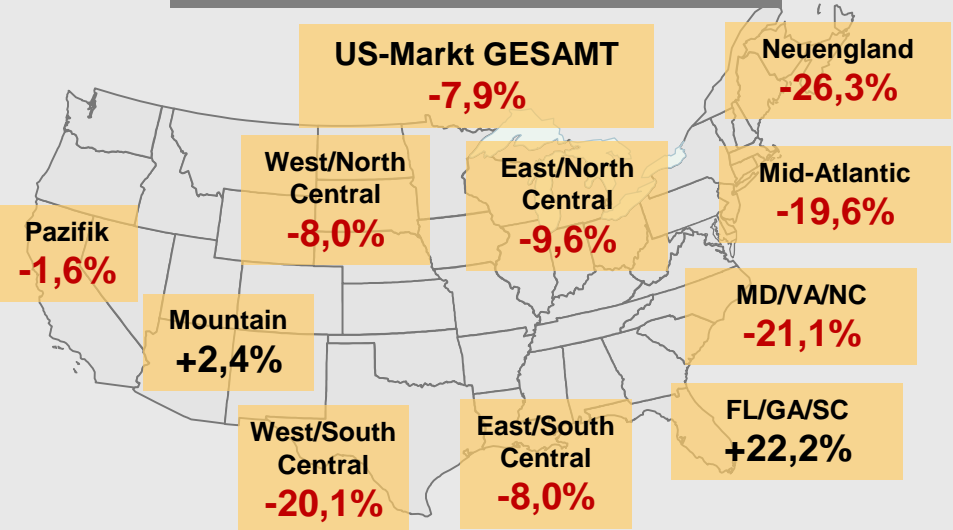 US-Markt GESAMT
-7,9%
Neuengland
-26,3%
West/North
Central
-8,0%
East/North
Central
-9,6%
Mid-Atlantic
-19,6%
Pazifik
-1,6%
Mountain
+2,4%
MD/VA/NC
-21,1%
West/South
Central
-20,1%
East/South
Central
-8,0%
FL/GA/SC
+22,2%